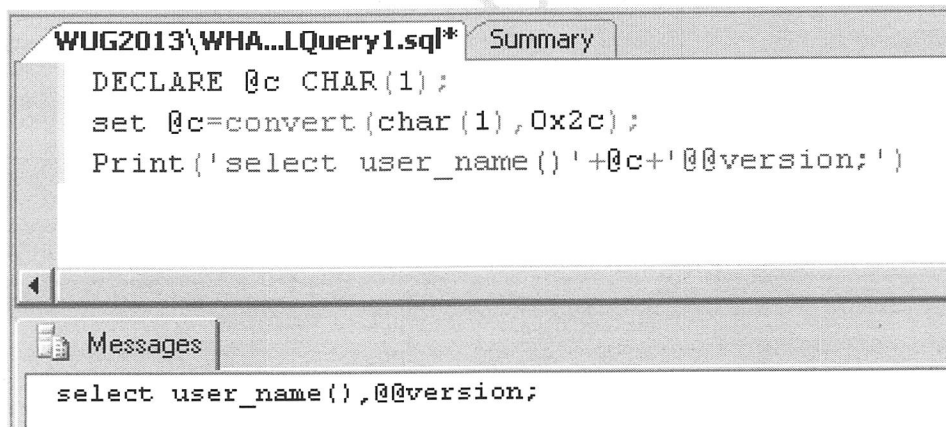 WUG2013\WHA...LQuery1.sql* Summary
DECLARE @c CHAR(1);
set @c=convert(char(1),0x2c);
Print('select user_name()'+@c+'@@version;')
Messages
select user_name(),@@version;